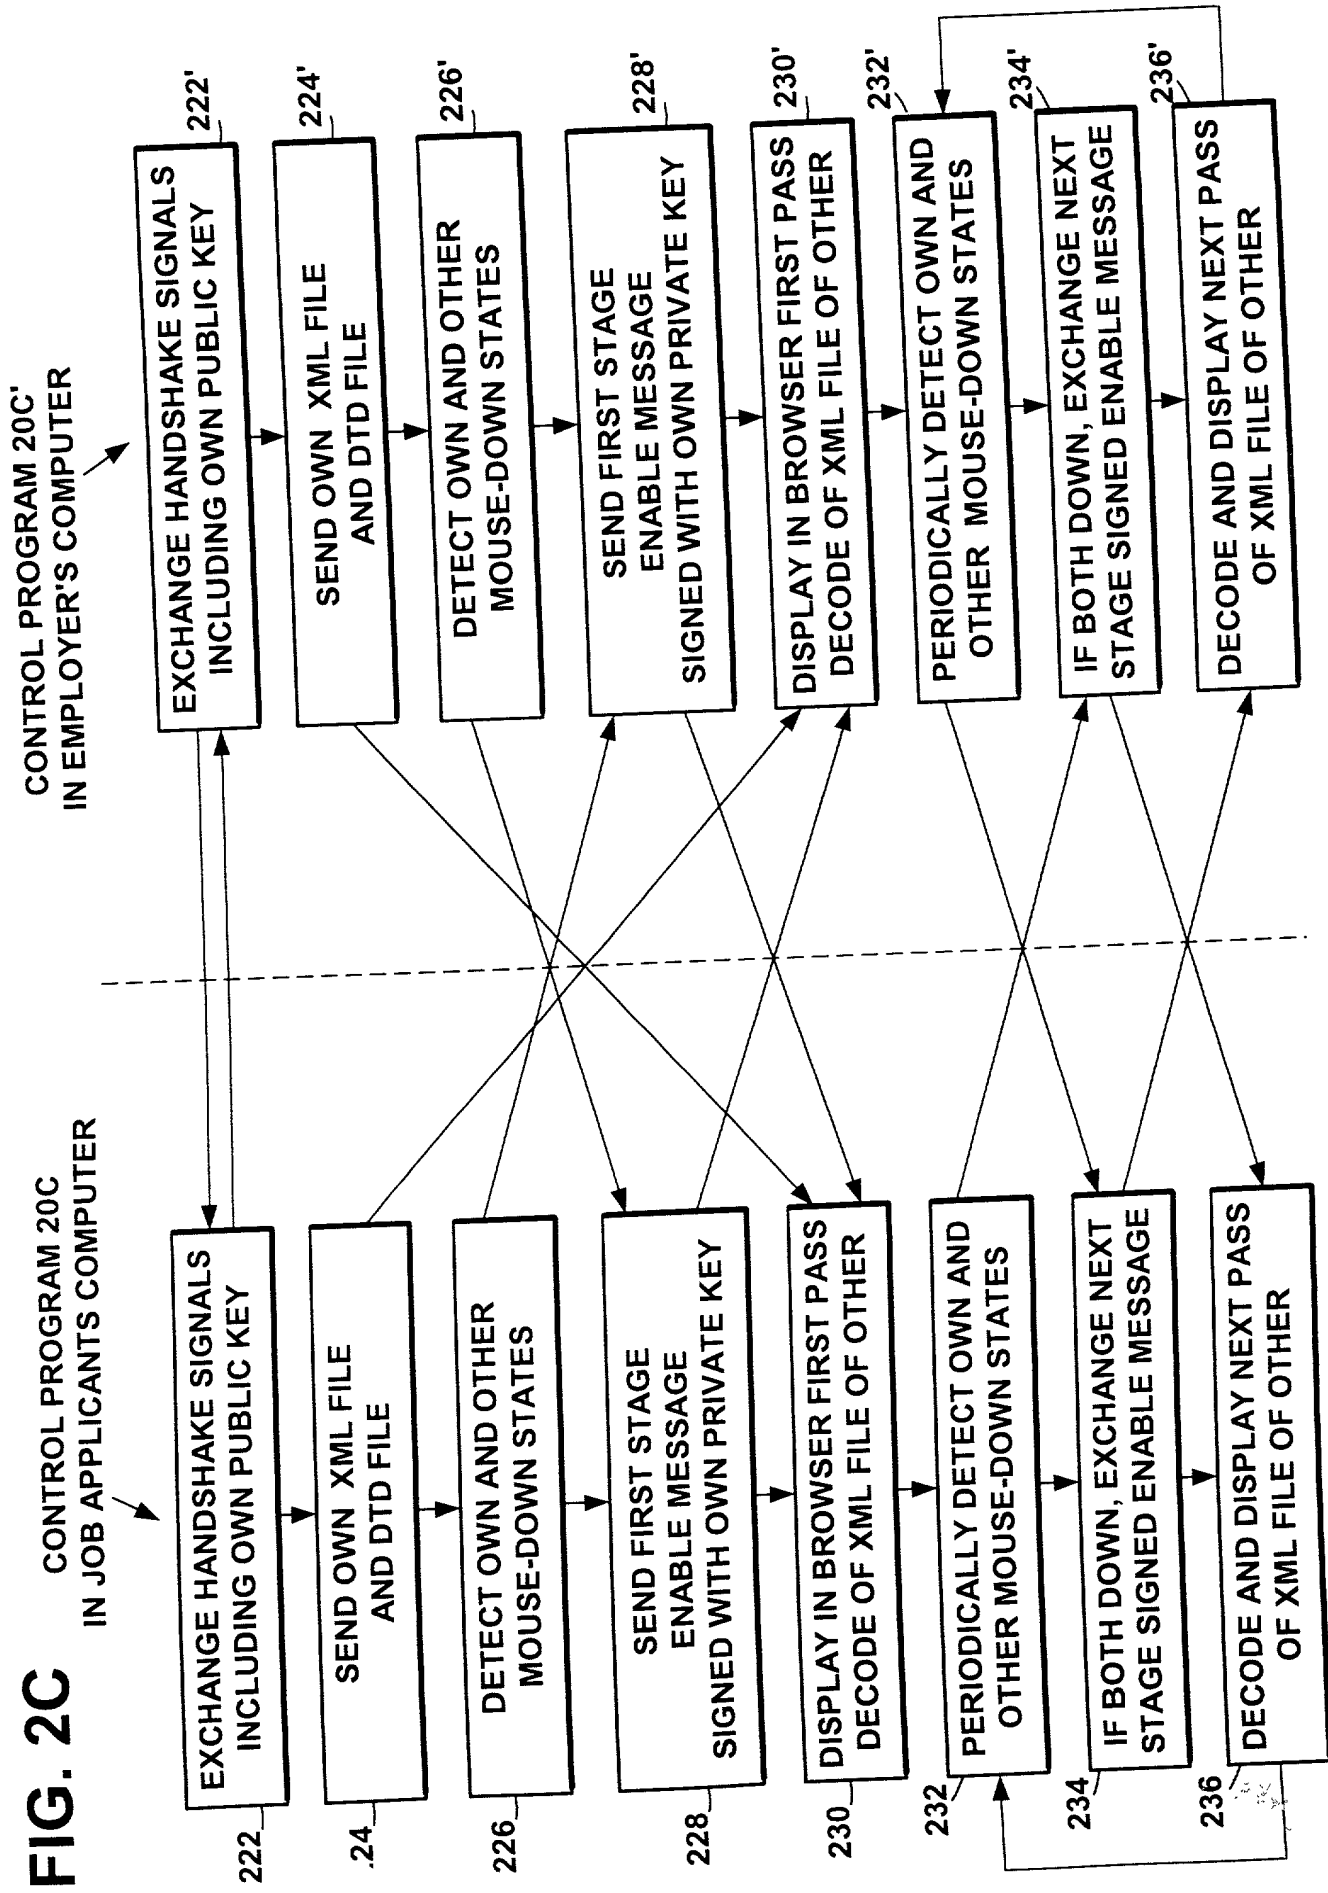 FIG. 2C
CONTROL PROGRAM 20C
IN JOB APPLICANTS COMPUTER
EXCHANGE HANDSHAKE SIGNALS
INCLUDING OWN PUBLIC KEY
222
SEND OWN XML FILE
AND DTD FILE
.24
DETECT OWN AND OTHER
MOUSE-DOWN STATES
226
SEND FIRST STAGE
ENABLE MESSAGE
SIGNED WITH OWN PRIVATE KEY
228
DISPLAY IN BROWSER FIRST PASS
DECODE OF XML FILE OF OTHER
230
PERIODICALLY DETECT OWN AND
OTHER MOUSE-DOWN STATES
232
IF BOTH DOWN, EXCHANGE NEXT
STAGE SIGNED ENABLE MESSAGE
234
DECODE AND DISPLAY NEXT PASS
OF XML FILE OF OTHER
236
CONTROL PROGRAM 20C'
IN EMPLOYER'S COMPUTER
EXCHANGE HANDSHAKE SIGNALS
INCLUDING OWN PUBLIC KEY
222'
SEND OWN XML FILE
AND DTD FILE
224'
DETECT OWN AND OTHER
MOUSE-DOWN STATES
226'
SEND FIRST STAGE
ENABLE MESSAGE
SIGNED WITH OWN PRIVATE KEY
228'
DISPLAY IN BROWSER FIRST PASS
DECODE OF XML FILE OF OTHER
230'
PERIODICALLY DETECT OWN AND
OTHER MOUSE-DOWN STATES
232'
IF BOTH DOWN, EXCHANGE NEXT
STAGE SIGNED ENABLE MESSAGE
234'
DECODE AND DISPLAY NEXT PASS
OF XML FILE OF OTHER
236'